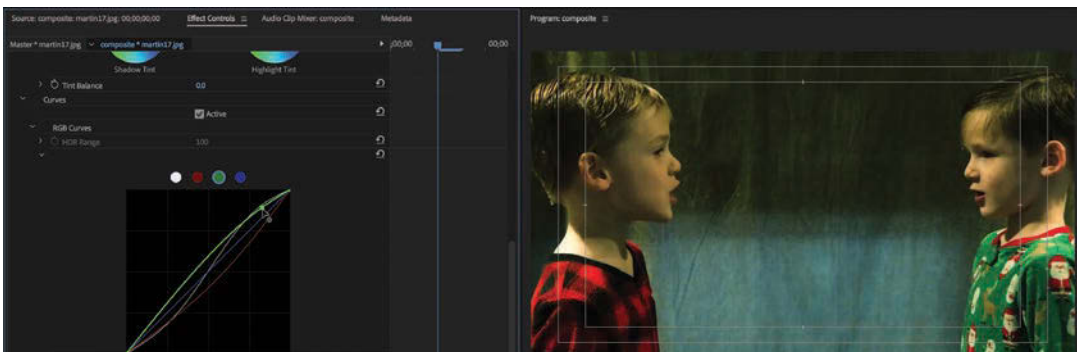 Source: composite: martin17.jpg: 00;00;00;00 Effect Controls Audio Clip Mixer: composite Metadata
Program: composite
Master * martin17.jpg composite * martin17.jpg ;00;00 00;00
Shadow Tint Highlight Tint
Tint Balance 0.0
Curves
Active
RGB Curves
HDR Range 100